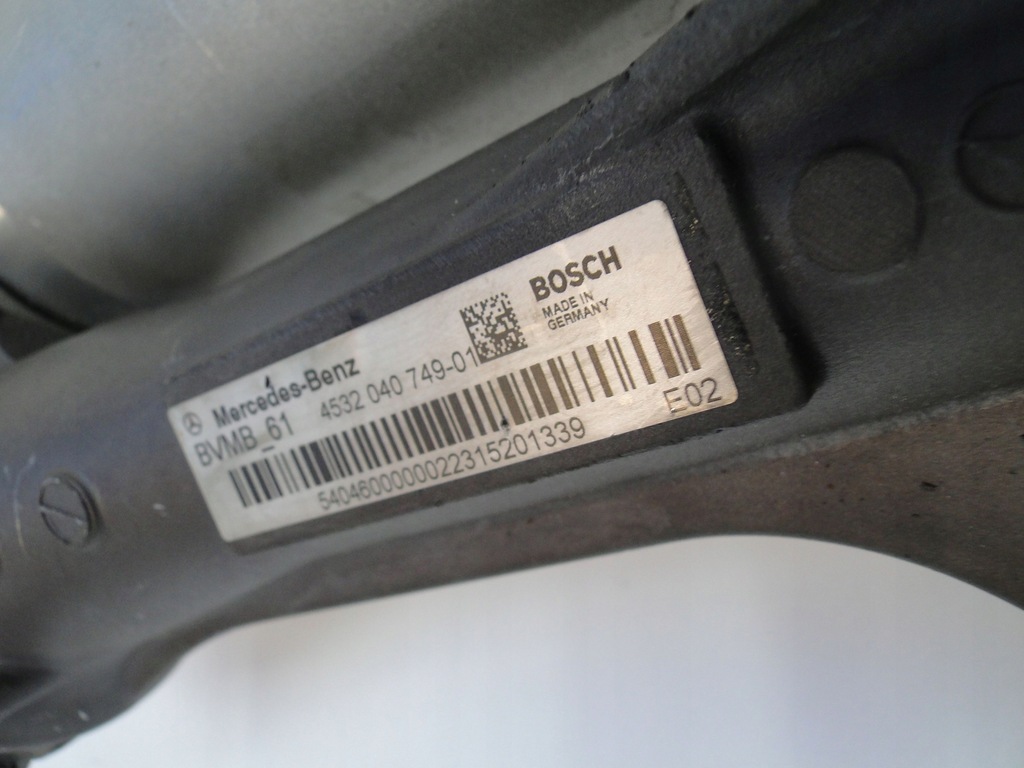 Mercedes-Benz
BVMB_61 4532 040 749-01
BOSCH
MADE IN
GERMANY
5404600000022315201339
E02